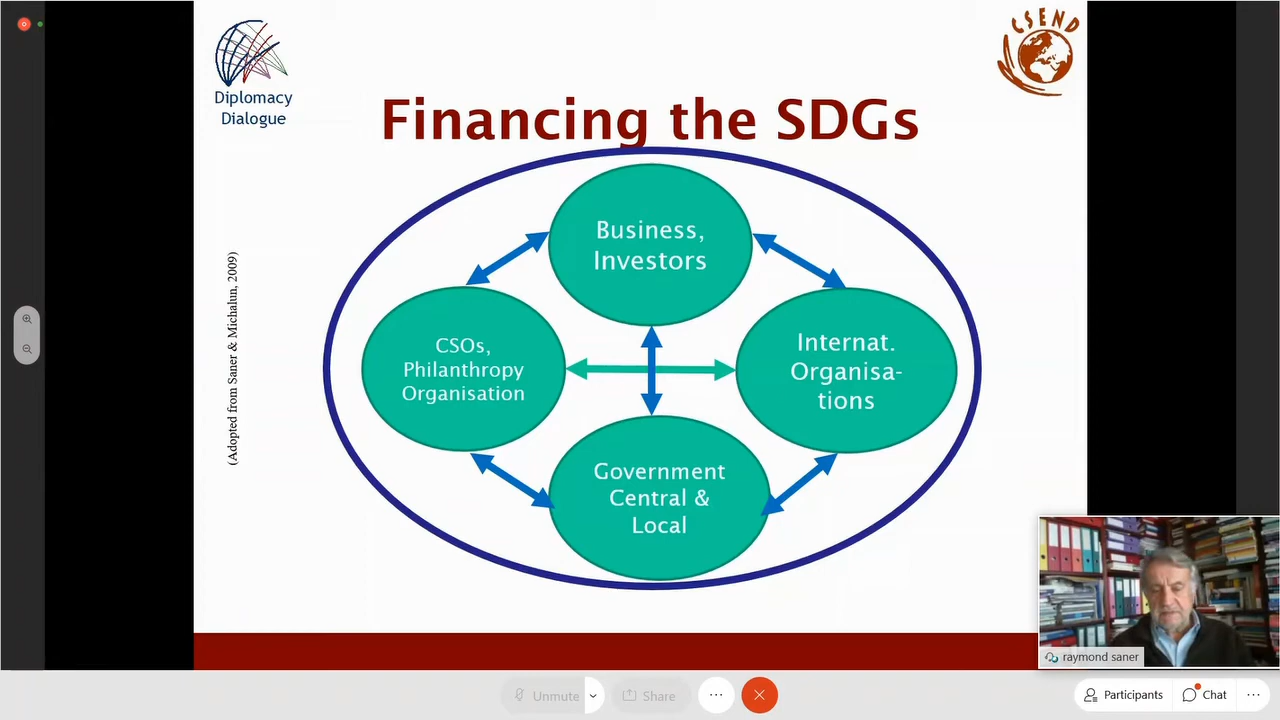 Diplomacy
Dialogue
CSEND
Financing the SDGs
(Adopted from Saner & Michalun, 2009)
Business,
Investors
CSOs,
Philanthropy
Organisation
Internat.
Organisa-
tions
Government
Central &
Local
raymond saner
Unmute
Share
Participants
Chat